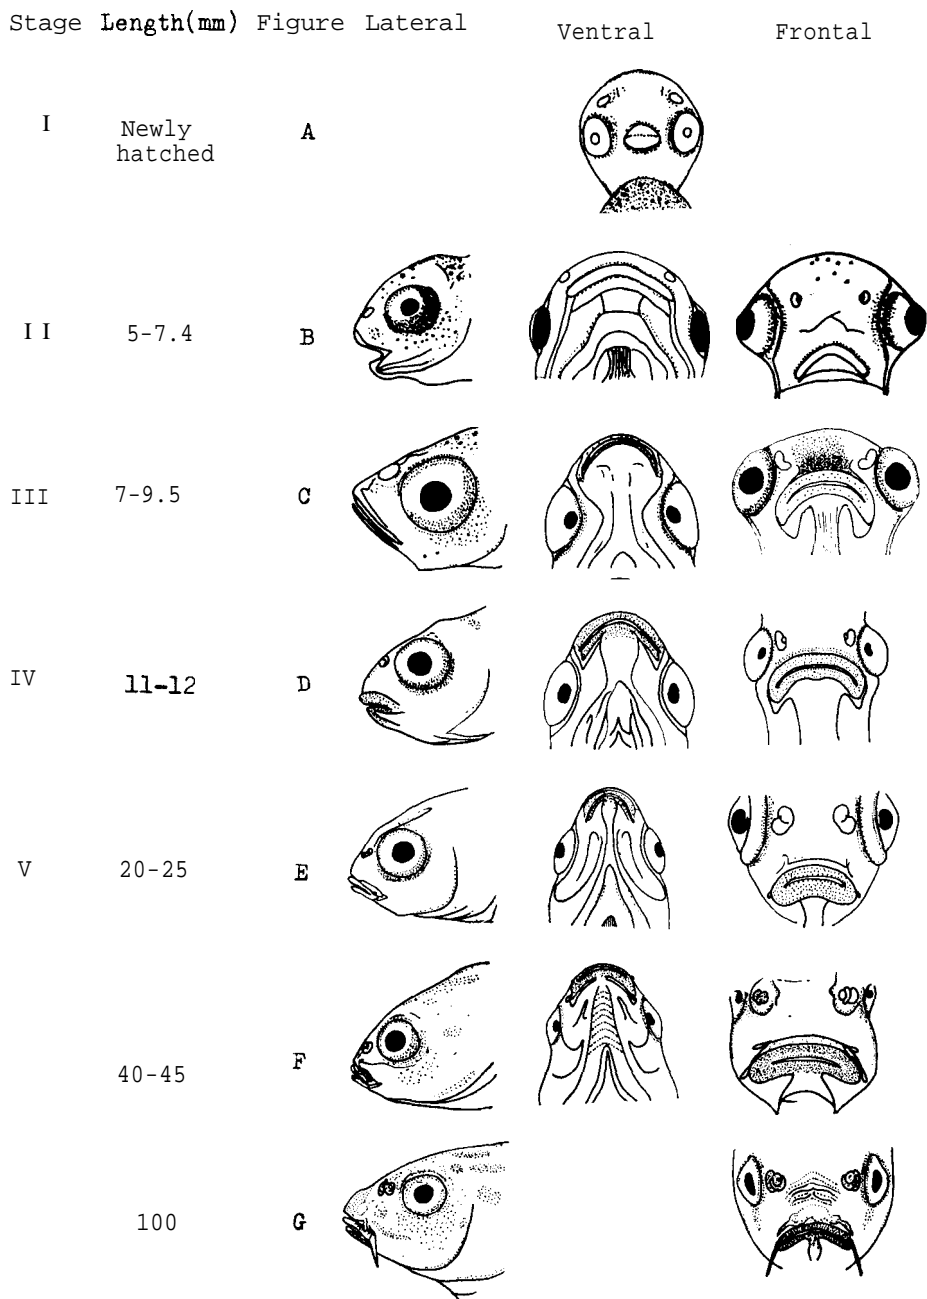 Stage Length(mm) Figure Lateral Ventral Frontal
I Newly hatched A
II 5-7.4 B
III 7-9.5 C
IV 11-12 D
V 20-25 E
40-45 F
100 G